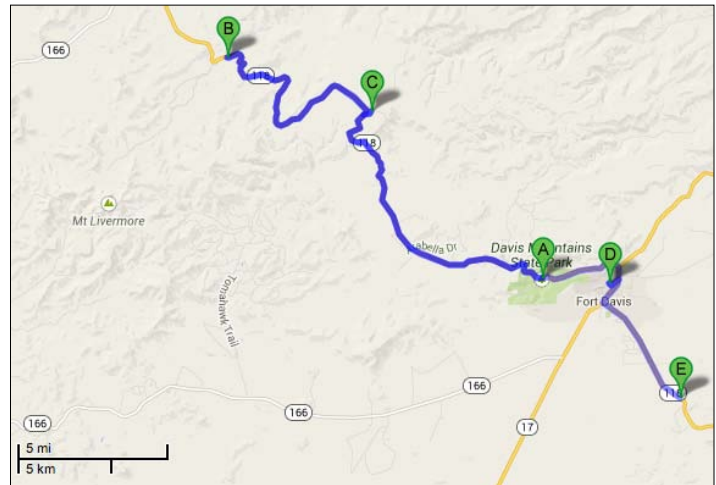 B
166
118
C
118
Mt Livermore
Isabella Dr
Davis Mountains
State Park
A
D
Fort Davis
Tomahawk Trail
E
118
166
166
166
17
5 mi
5 km